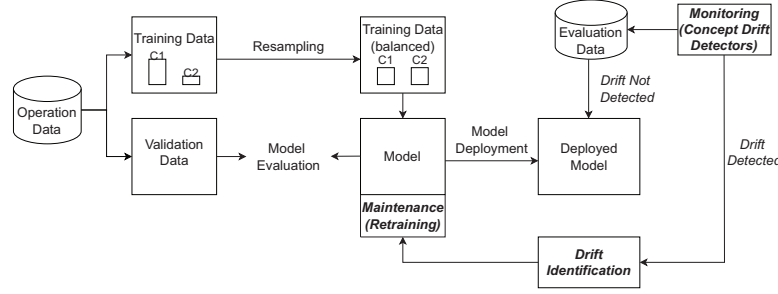 Operation
Data
Training Data
C1
C2
Resampling
Training Data
(balanced)
C1
C2
Validation
Data
Model
Evaluation
Model
Maintenance
(Retraining)
Model
Deployment
Deployed
Model
Evaluation
Data
Drift Not
Detected
Monitoring
(Concept Drift
Detectors)
Drift
Detected
Drift
Identification